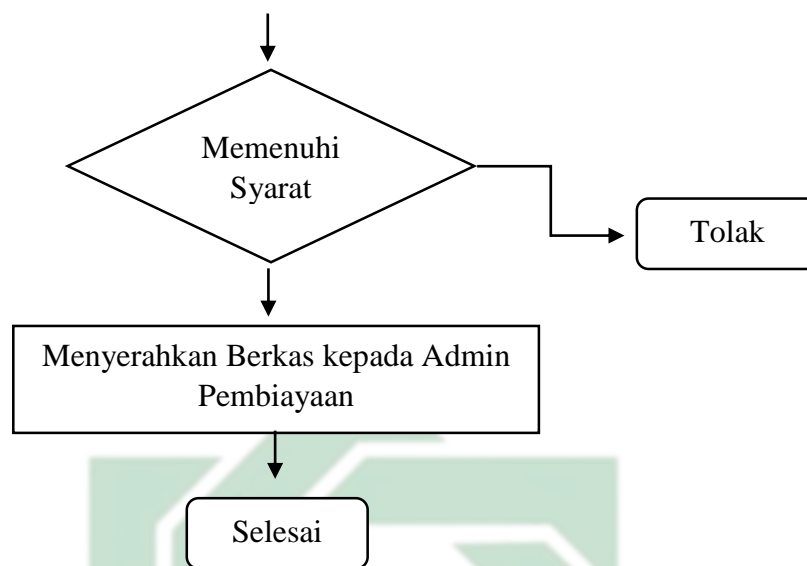 Memenuhi
Syarat
Tolak
Menyerahkan Berkas kepada Admin
Pembiayaan
Selesai